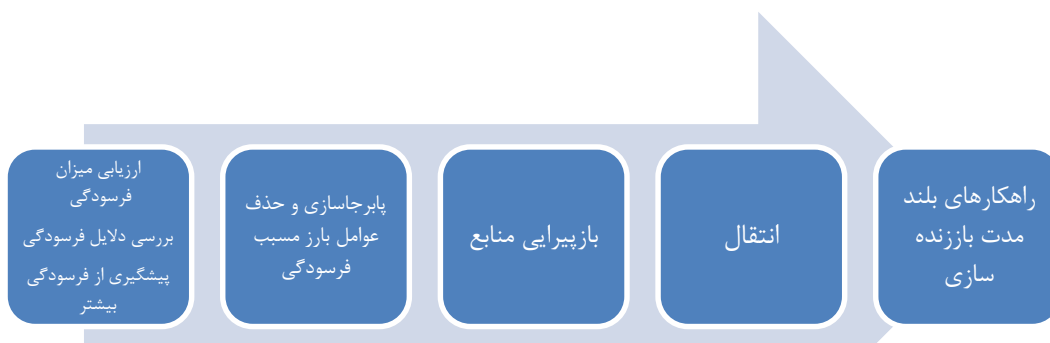 ارزیابی میزان
فرسودگی
بررسی دلایل فرسودگی
پیشگیری از فرسودگی
بیشتر
پابرجاسازی و حذف
عوامل بارز مسبب
فرسودگی
بازپیرایی منابع
انتقال
راهکارهای بلند
مدت باززنده
سازی